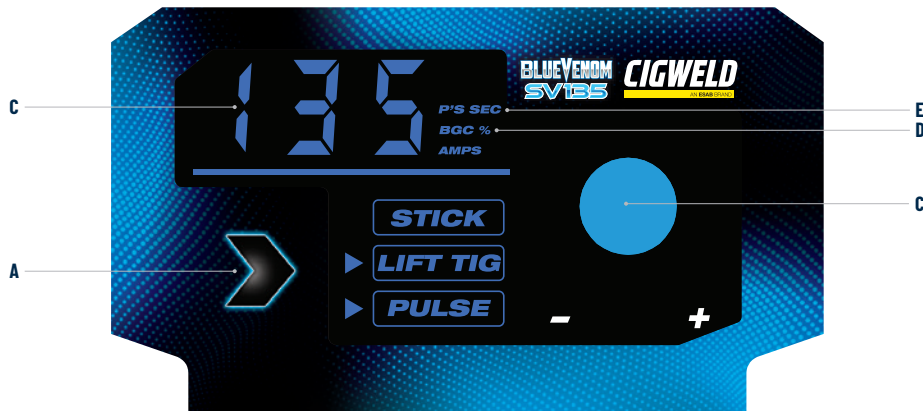 135
BLUEVENOM
SV135
CIGWELD
AN ESAB BRAND
C
P'S SEC
E
BGC %
D
AMPS
STICK
C
A
LIFT TIG
PULSE
- +